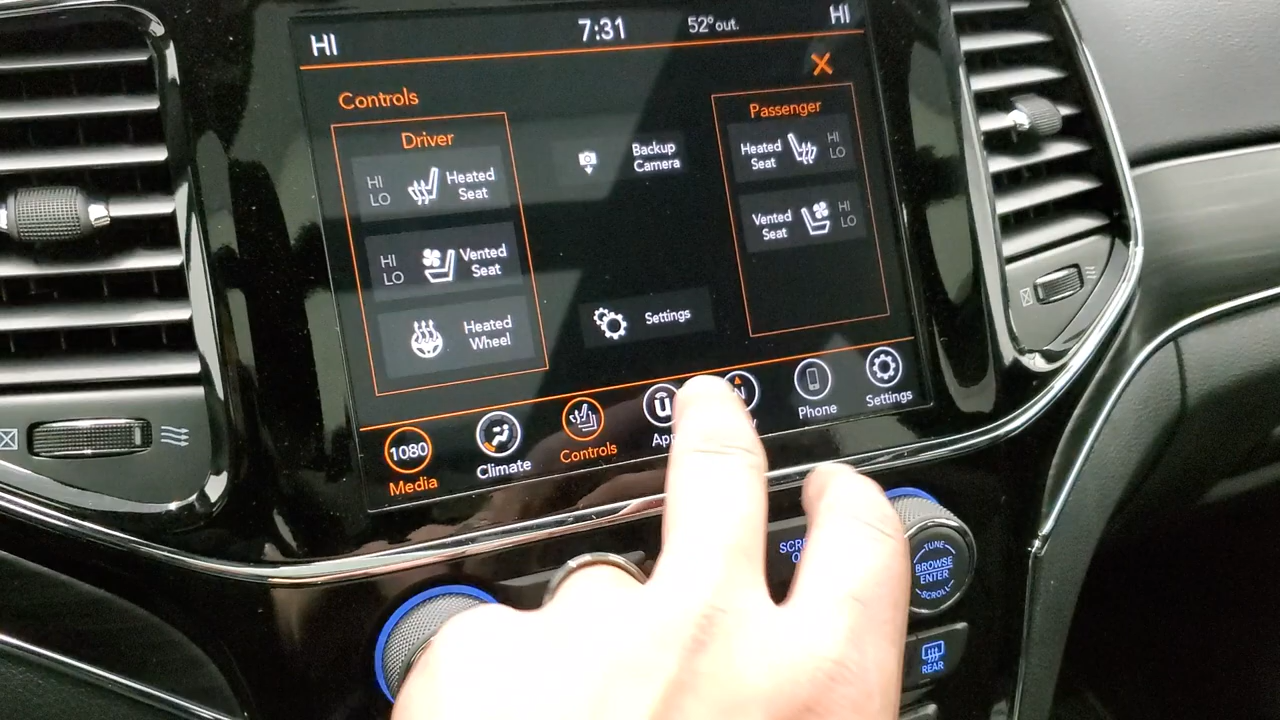 HI
7:31
52° out.
HI
Controls
Driver
HI
LO
Heated
Seat
HI
LO
Vented
Seat
Heated
Wheel
Backup
Camera
Settings
Passenger
Heated
Seat
HI
LO
Vented
Seat
HI
LO
1080
Media
Climate
Controls
Phone
Settings
TUNE
BROWSE
ENTER
SCROLL
REAR